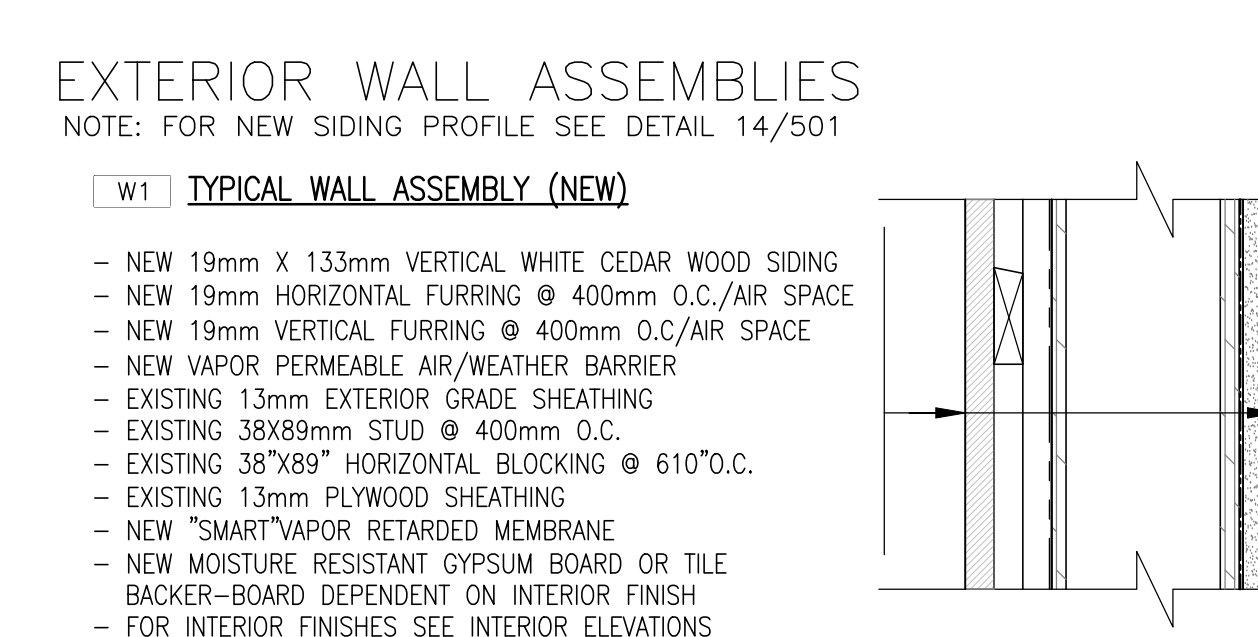 EXTERIOR WALL ASSEMBLIES
NOTE: FOR NEW SIDING PROFILE SEE DETAIL 14/501
W1 TYPICAL WALL ASSEMBLY (NEW)
- NEW 19mm X 133mm VERTICAL WHITE CEDAR WOOD SIDING
- NEW 19mm HORIZONTAL FURRING @ 400mm O.C./AIR SPACE
- NEW 19mm VERTICAL FURRING @ 400mm O.C/AIR SPACE
- NEW VAPOR PERMEABLE AIR/WEATHER BARRIER
- EXISTING 13mm EXTERIOR GRADE SHEATHING
- EXISTING 38X89mm STUD @ 400mm O.C.
- EXISTING 38"X89" HORIZONTAL BLOCKING @ 610"O.C.
- EXISTING 13mm PLYWOOD SHEATHING
- NEW "SMART"VAPOR RETARDED MEMBRANE
- NEW MOISTURE RESISTANT GYPSUM BOARD OR TILE
BACKER-BOARD DEPENDENT ON INTERIOR FINISH
- FOR INTERIOR FINISHES SEE INTERIOR ELEVATIONS